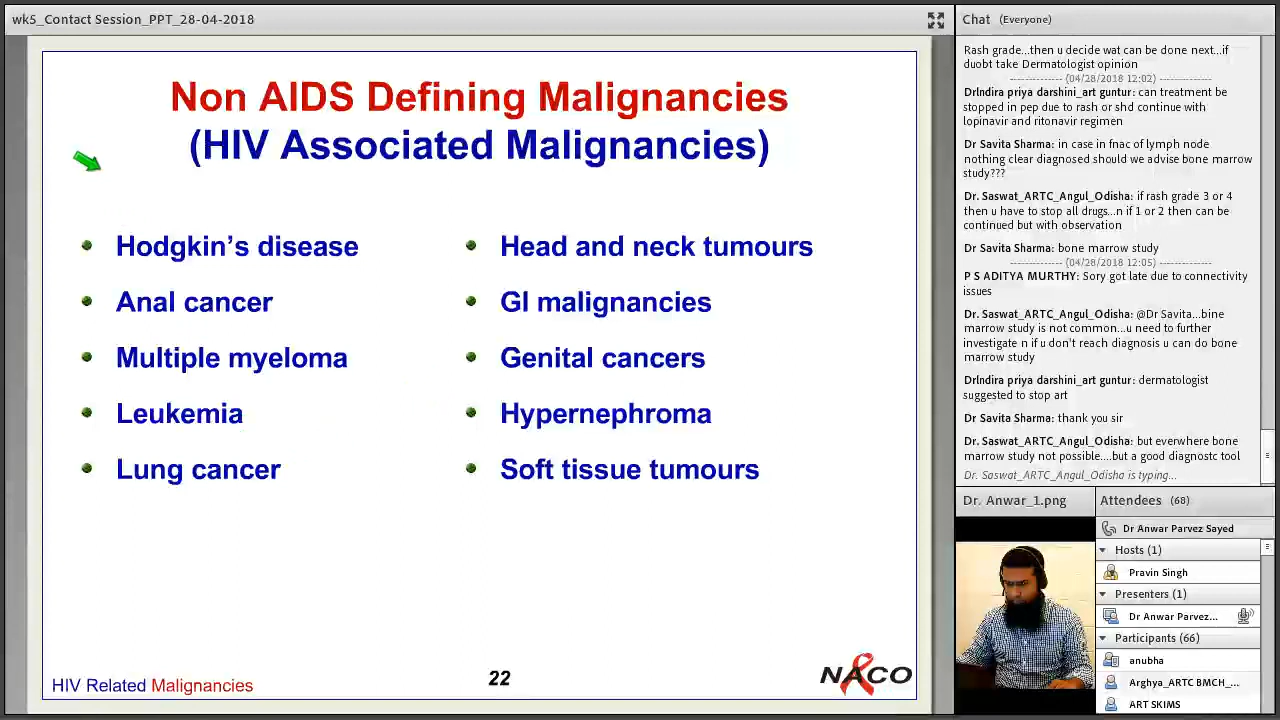 wk5_Contact Session_PPT_28-04-2018
Non AIDS Defining Malignancies
(HIV Associated Malignancies)
Hodgkin's disease
Anal cancer
Multiple myeloma
Leukemia
Lung cancer
Head and neck tumours
GI malignancies
Genital cancers
Hypernephroma
Soft tissue tumours
HIV Related Malignancies
22
NACO
Chat (Everyone)
Rash grade...then u decide wat can be done next...if
duobt take Dermatologist opinion
------------- (04/28/2018 12:02)-------------
DrIndira priya darshini_art guntur: can treatment be
stopped in pep due to rash or shd continue with
lopinavir and ritonavir regimen
Dr Savita Sharma: in case in fnac of lymph node
nothing clear diagnosed should we advise bone marrow
study???
Dr. Saswat_ARTC_Angul_Odisha: if rash grade 3 or 4
then u have to stop all drugs...n if 1 or 2 then can be
continued but with observation
Dr Savita Sharma: bone marrow study
------------- (04/28/2018 12:05)-------------
P S ADITYA MURTHY: Sory got late due to connectivity
issues
Dr. Saswat_ARTC_Angul_Odisha: @Dr Savita...bine
marrow study is not common...u need to further
investigate n if u don't reach diagnosis u can do bone
marrow study
DrIndira priya darshini_art guntur: dermatologist
suggested to stop art
Dr Savita Sharma: thank you sir
Dr. Saswat_ARTC_Angul_Odisha: but everwhere bone
marrow study not possible....but a good diagnostc tool
Dr. Saswat_ARTC_Angul_Odisha is typing...
Dr. Anwar_1.png
Attendees (68)
Dr Anwar Parvez Sayed
Hosts (1)
Pravin Singh
Presenters (1)
Dr Anwar Parvez...
Participants (66)
anubha
Arghya_ARTC BMCH_...
ART SKIMS